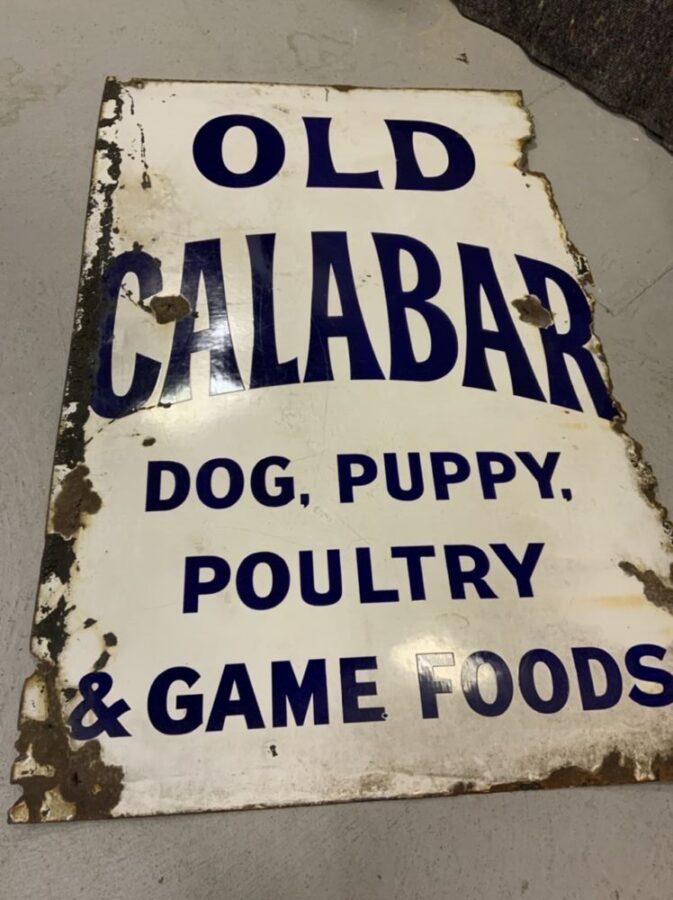 OLD
CALABAR
DOG, PUPPY,
POULTRY
& GAME FOODS